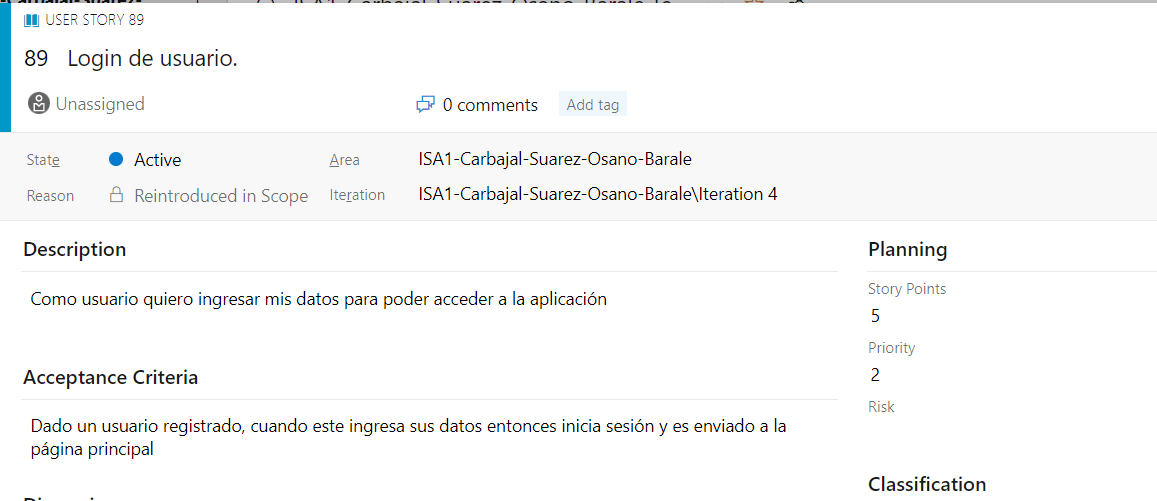 USER STORY 89
89 Login de usuario.
Unassigned
0 comments
Add tag
State
Active
Area
ISA1-Carbajal-Suarez-Osano-Barale
Reason
Reintroduced in Scope
Iteration
ISA1-Carbajal-Suarez-Osano-Barale\Iteration 4
Description
Como usuario quiero ingresar mis datos para poder acceder a la aplicación
Acceptance Criteria
Dado un usuario registrado, cuando este ingresa sus datos entonces inicia sesión y es enviado a la
página principal
Planning
Story Points
5
Priority
2
Risk
Classification